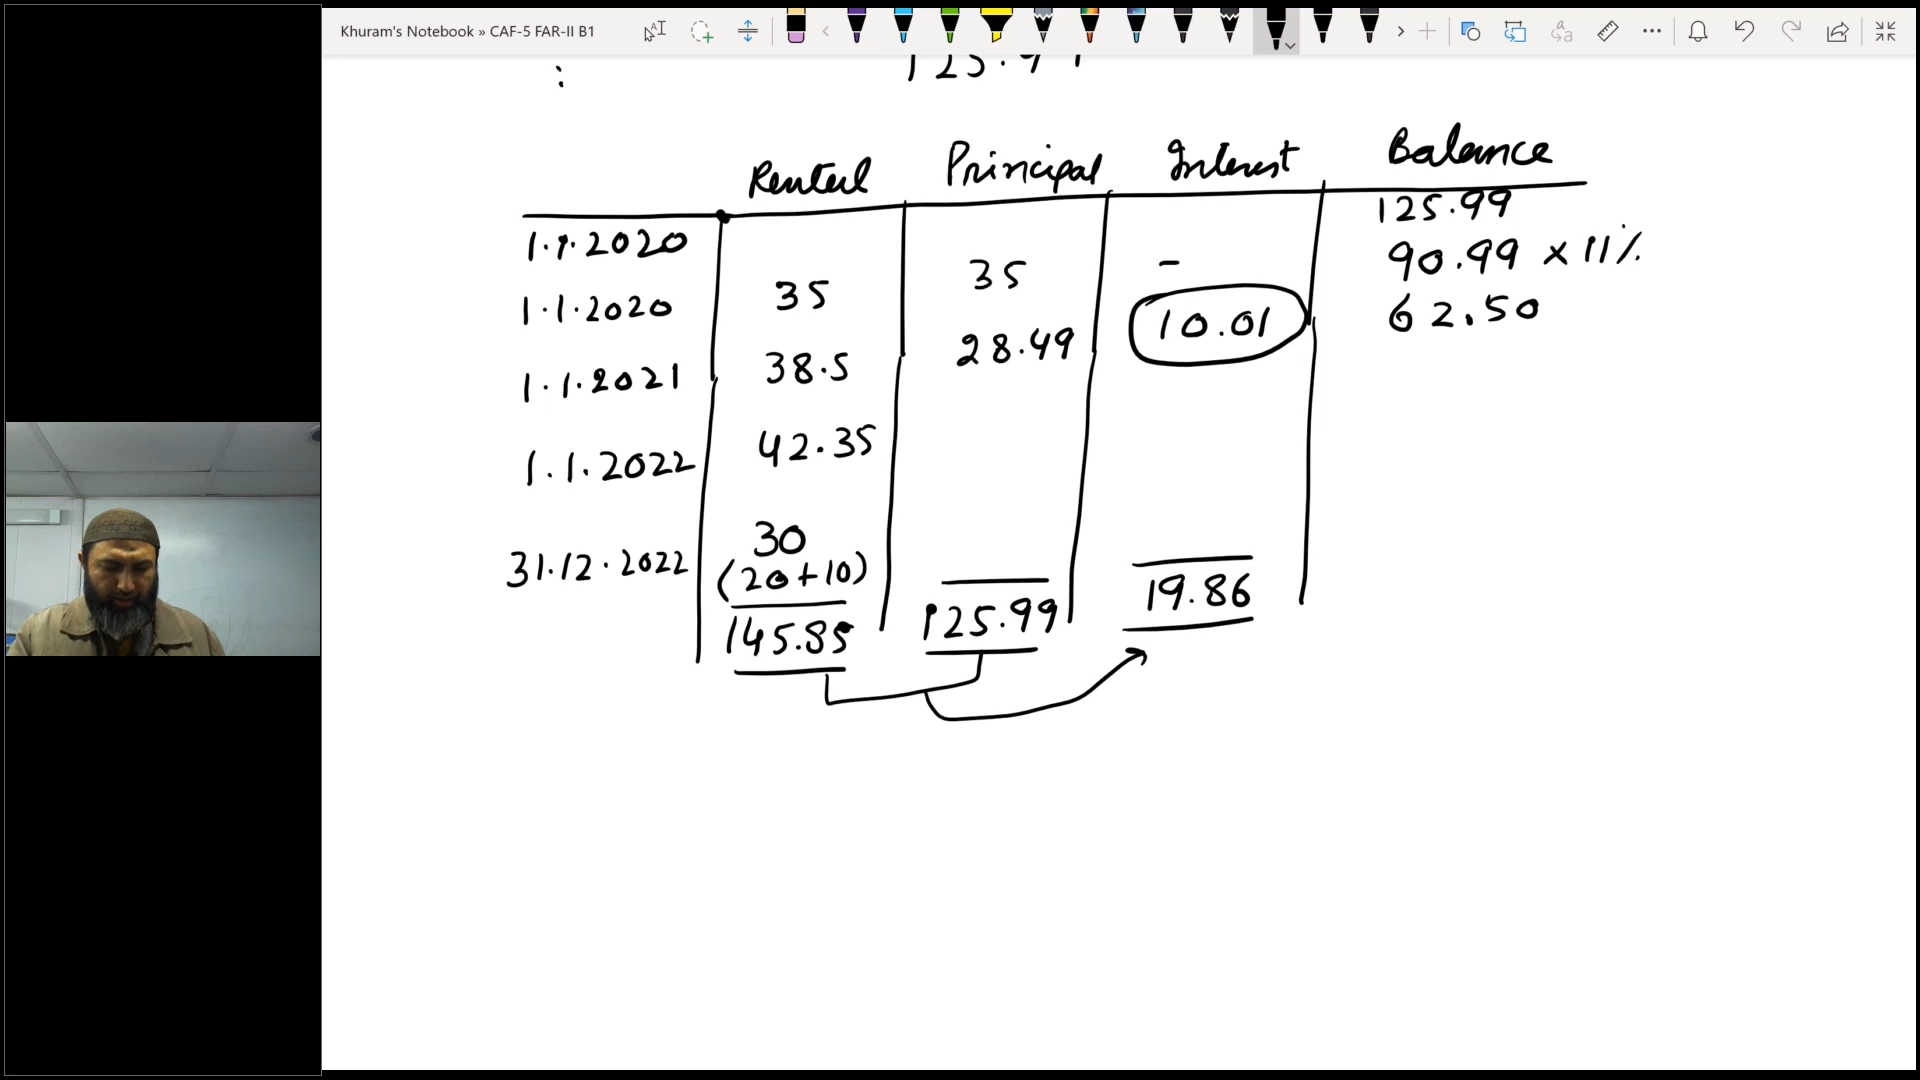 Khuram's Notebook » CAF-5 FAR-II B1
: 125.99
Rental Principal Interest Balance
1.1.2020 125.99
1.1.2020 35 35 - 90.99 x 11%
1.1.2021 38.5 28.49 10.01 62.50
1.1.2022 42.35
31.12.2022 30
(20+10)
145.85 125.99 19.86